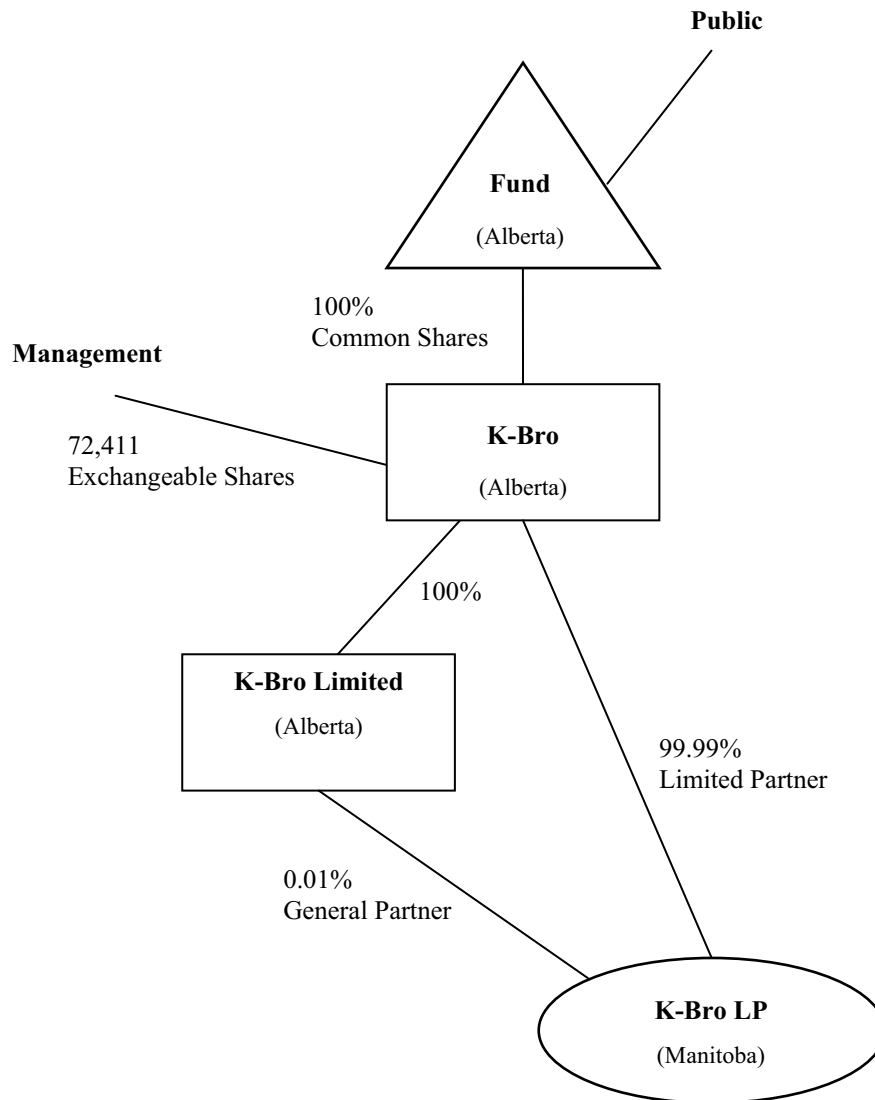 Public
Fund
(Alberta)
100%
Common Shares
Management
72,411
Exchangeable Shares
K-Bro
(Alberta)
100%
K-Bro Limited
(Alberta)
99.99%
Limited Partner
0.01%
General Partner
K-Bro LP
(Manitoba)